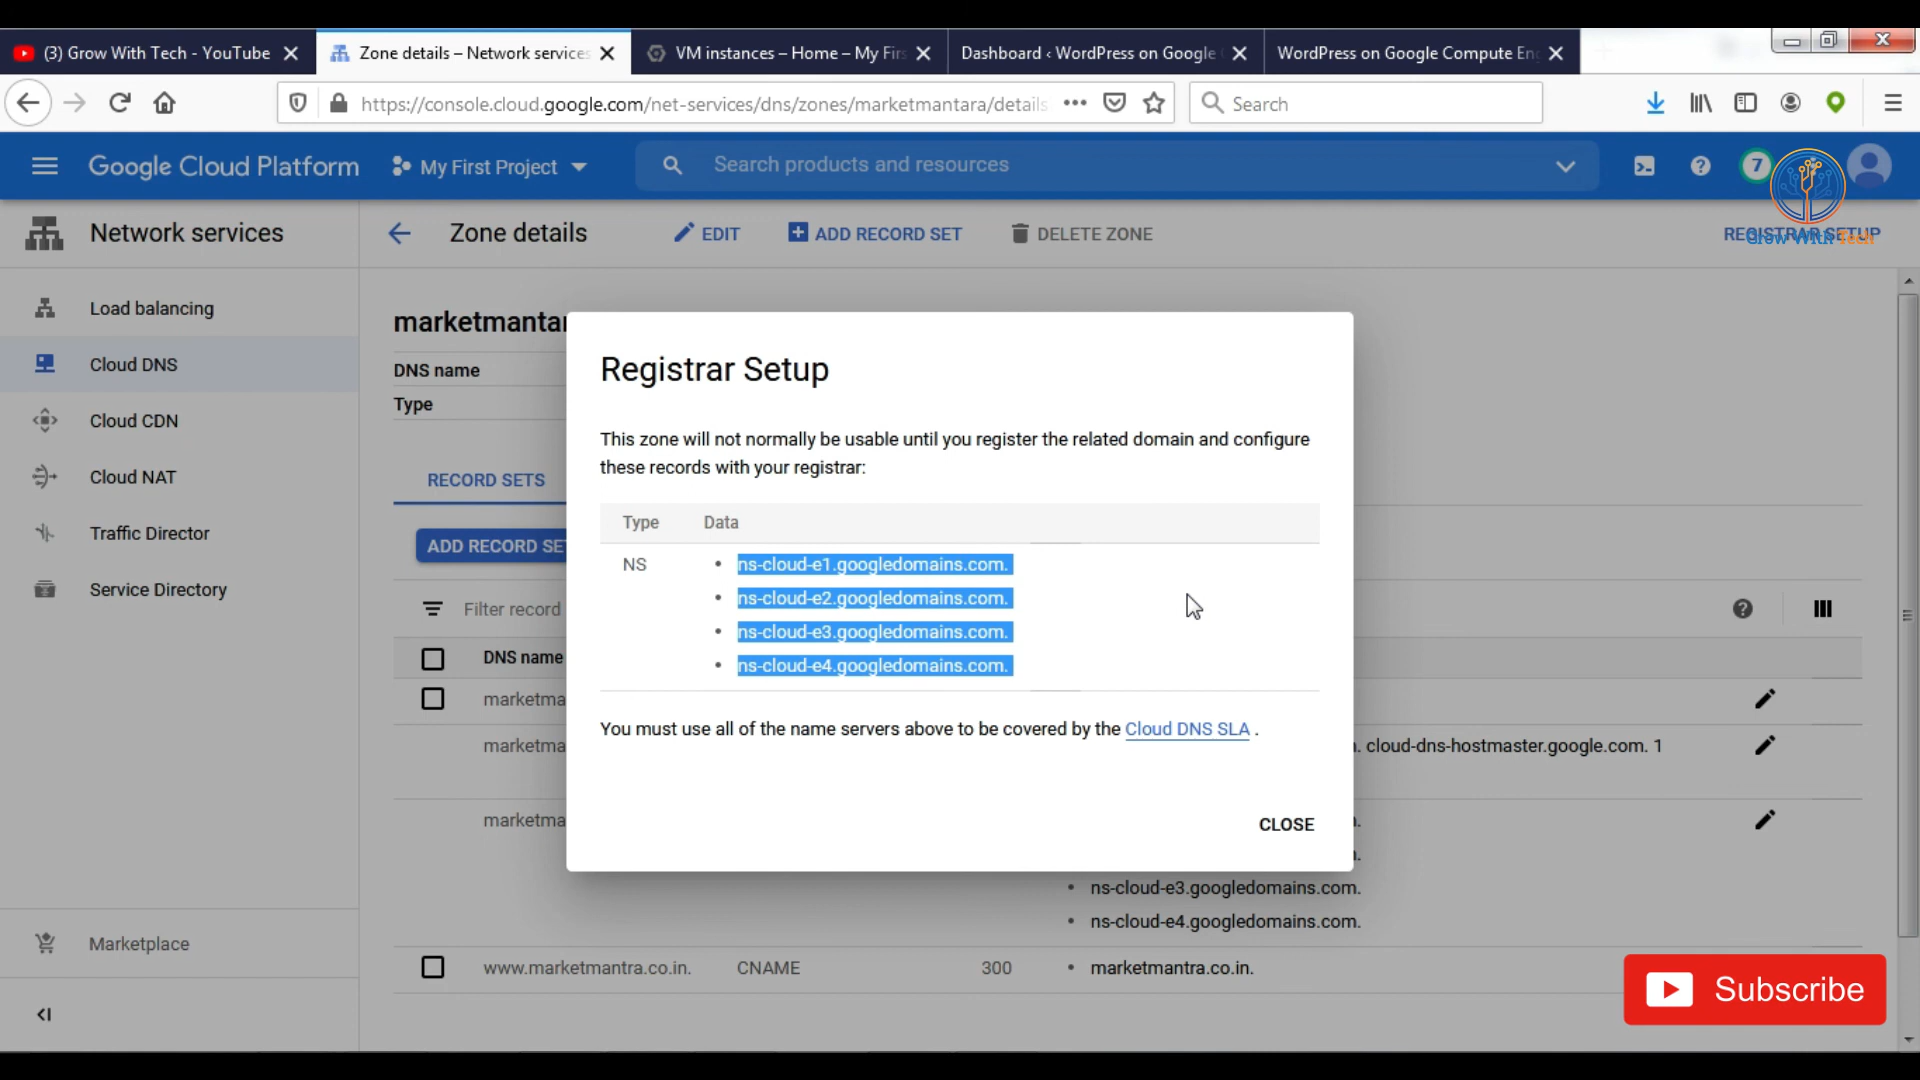 (3) Grow With Tech - YouTube
Zone details – Network services
VM instances – Home – My Firs
Dashboard ‹ WordPress on Google
WordPress on Google Compute Eng
https://console.cloud.google.com/net-services/dns/zones/marketmantara/details
Search
Google Cloud Platform
My First Project
Search products and resources
7
Network services
Zone details
EDIT
ADD RECORD SET
DELETE ZONE
REGISTRAR SETUP
Grow With Tech
Load balancing
Cloud DNS
Cloud CDN
Cloud NAT
Traffic Director
Service Directory
Marketplace
marketmantar
DNS name
Type
RECORD SETS
ADD RECORD SE
Filter record
DNS name
marketma
marketma
. cloud-dns-hostmaster.google.com. 1
marketma
ns-cloud-e3.googledomains.com.
ns-cloud-e4.googledomains.com.
www.marketmantra.co.in. CNAME 300 marketmantra.co.in.
Registrar Setup
This zone will not normally be usable until you register the related domain and configure
these records with your registrar:
Type Data
NS
ns-cloud-e1.googledomains.com.
ns-cloud-e2.googledomains.com.
ns-cloud-e3.googledomains.com.
ns-cloud-e4.googledomains.com.
You must use all of the name servers above to be covered by the Cloud DNS SLA .
CLOSE
Subscribe